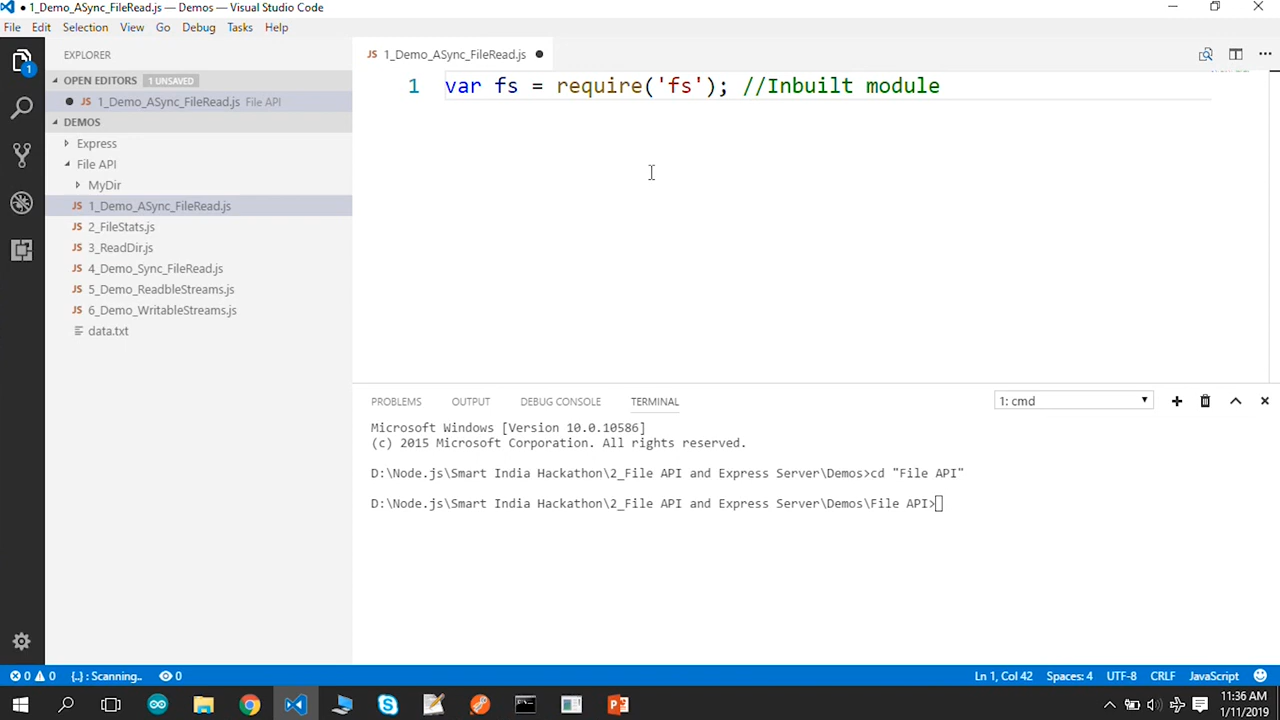 ● 1_Demo_ASync_FileRead.js — Demos — Visual Studio Code
File Edit Selection View Go Debug Tasks Help
EXPLORER
OPEN EDITORS 1 UNSAVED
● JS 1_Demo_ASync_FileRead.js File API
DEMOS
Express
File API
MyDir
JS 1_Demo_ASync_FileRead.js
JS 2_FileStats.js
JS 3_ReadDir.js
JS 4_Demo_Sync_FileRead.js
JS 5_Demo_ReadbleStreams.js
JS 6_Demo_WritableStreams.js
data.txt
1
JS 1_Demo_ASync_FileRead.js ●
1 var fs = require('fs'); //Inbuilt module
PROBLEMS OUTPUT DEBUG CONSOLE TERMINAL 1: cmd
Microsoft Windows [Version 10.0.10586]
(c) 2015 Microsoft Corporation. All rights reserved.
D:\Node.js\Smart India Hackathon\2_File API and Express Server\Demos>cd "File API"
D:\Node.js\Smart India Hackathon\2_File API and Express Server\Demos\File API>
0 0 {..} : Scanning.. 0 Ln 1, Col 42 Spaces: 4 UTF-8 CRLF JavaScript
11:36 AM
1/11/2019